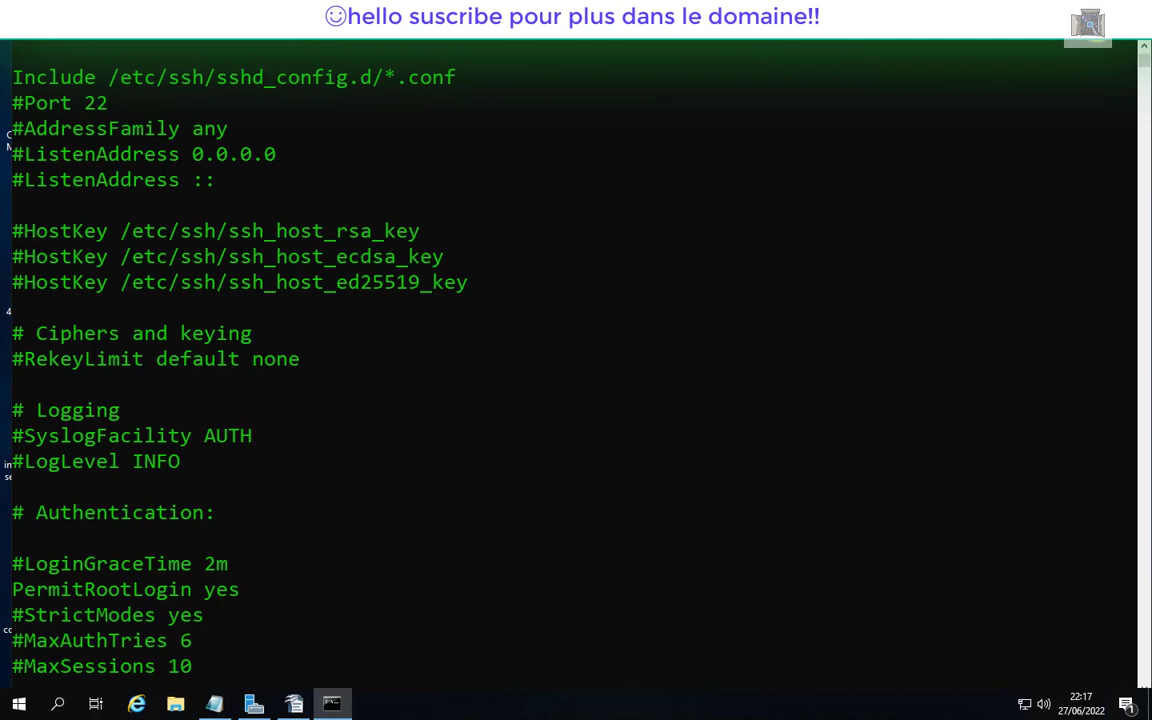 ☺hello suscribe pour plus dans le domaine!!
Include /etc/ssh/sshd_config.d/*.conf
#Port 22
#AddressFamily any
#ListenAddress 0.0.0.0
#ListenAddress ::
#HostKey /etc/ssh/ssh_host_rsa_key
#HostKey /etc/ssh/ssh_host_ecdsa_key
#HostKey /etc/ssh/ssh_host_ed25519_key
# Ciphers and keying
#RekeyLimit default none
# Logging
#SyslogFacility AUTH
#LogLevel INFO
# Authentication:
#LoginGraceTime 2m
PermitRootLogin yes
#StrictModes yes
#MaxAuthTries 6
#MaxSessions 10
22:17
27/06/2022
1